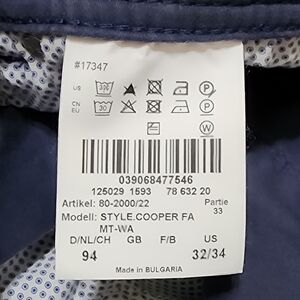 #17347
US
CN
EU
039068477546
125029 1593 78 632 20
Artikel: 80-2000/22 Partie
33
Modell: STYLE.COOPER FA
MT-WA
D/NL/CH GB F/B US
94 32/34
Made in BULGARIA